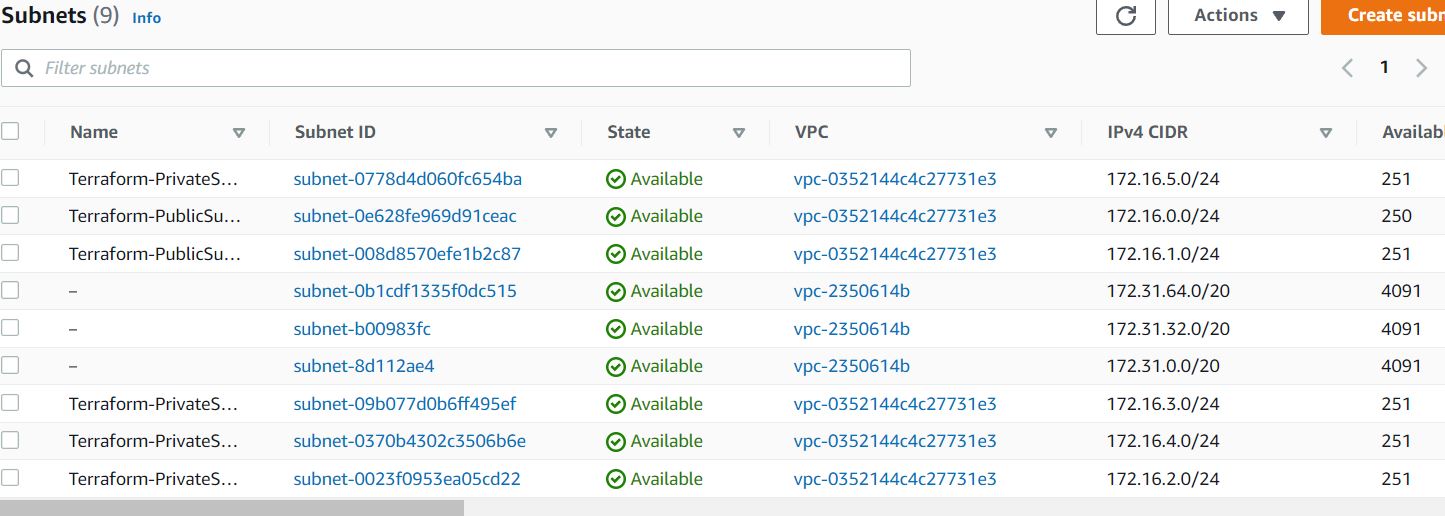 Subnets (9) Info Actions Create subn
Filter subnets 1
Name Subnet ID State VPC IPv4 CIDR Availab
Terraform-PrivateS... subnet-0778d4d060fc654ba Available vpc-0352144c4c27731e3 172.16.5.0/24 251
Terraform-PublicSu... subnet-0e628fe969d91ceac Available vpc-0352144c4c27731e3 172.16.0.0/24 250
Terraform-PublicSu... subnet-008d8570efe1b2c87 Available vpc-0352144c4c27731e3 172.16.1.0/24 251
– subnet-0b1cdf1335f0dc515 Available vpc-2350614b 172.31.64.0/20 4091
– subnet-b00983fc Available vpc-2350614b 172.31.32.0/20 4091
– subnet-8d112ae4 Available vpc-2350614b 172.31.0.0/20 4091
Terraform-PrivateS... subnet-09b077d0b6ff495ef Available vpc-0352144c4c27731e3 172.16.3.0/24 251
Terraform-PrivateS... subnet-0370b4302c3506b6e Available vpc-0352144c4c27731e3 172.16.4.0/24 251
Terraform-PrivateS... subnet-0023f0953ea05cd22 Available vpc-0352144c4c27731e3 172.16.2.0/24 251